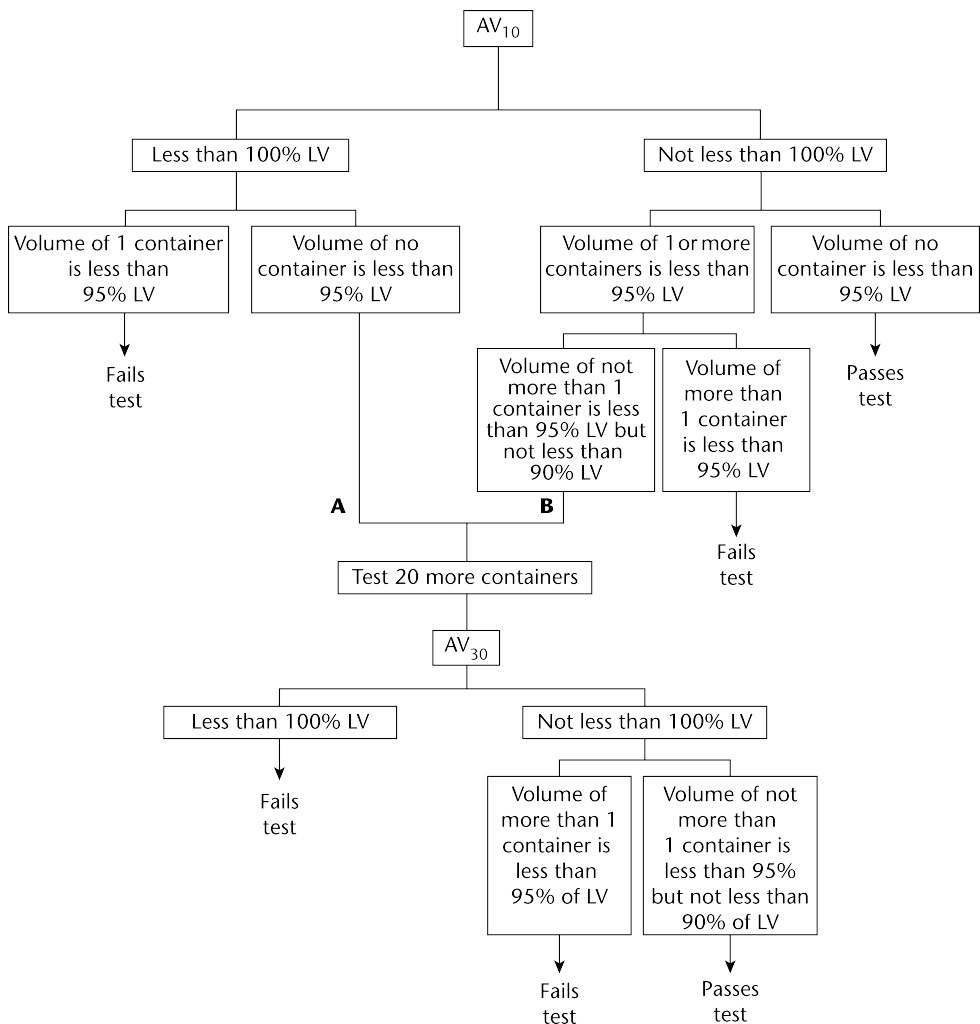 AV10
Less than 100% LV
Not less than 100% LV
Volume of 1 container
is less than
95% LV
Volume of no
container is less than
95% LV
Volume of 1 or more
containers is less than
95% LV
Volume of no
container is less than
95% LV
Fails
test
Volume of not
more than 1
container is less
than 95% LV but
not less than
90% LV
Volume of
more than
1 container
is less than
95% LV
Passes
test
A
B
Fails
test
Test 20 more containers
AV30
Less than 100% LV
Not less than 100% LV
Fails
test
Volume of
more than 1
container is
less than
95% of LV
Volume of not
more than
1 container is
less than 95%
but not less than
90% of LV
Fails
test
Passes
test